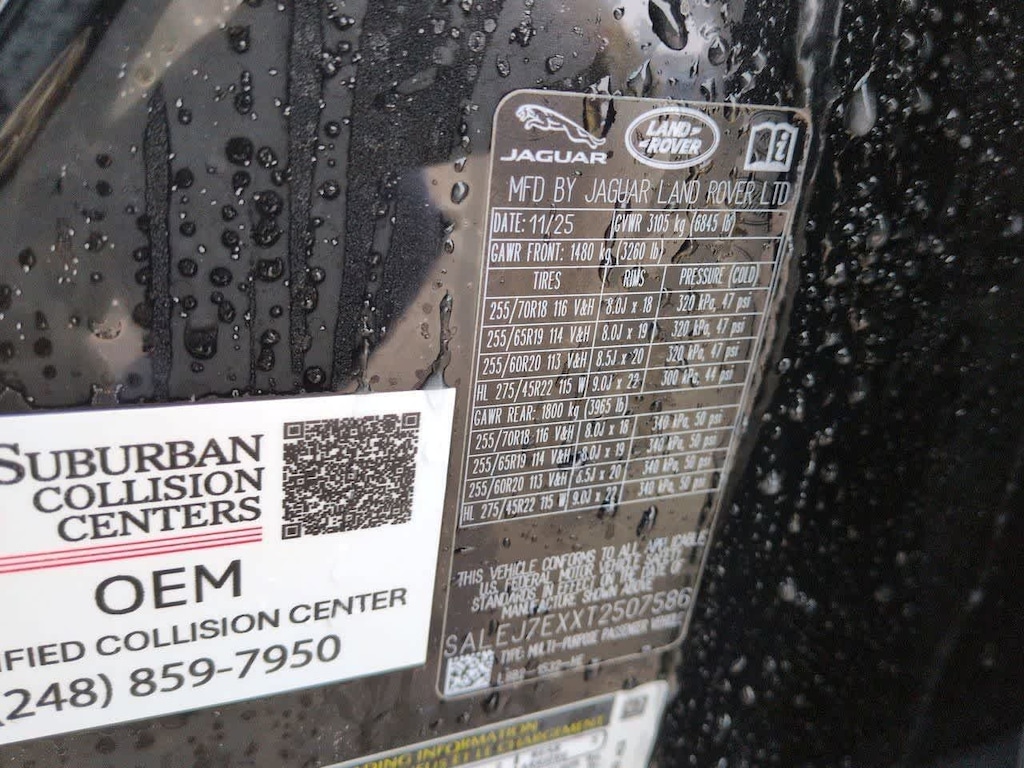 JAGUAR
LAND-
ROVER
i
MFD BY JAGUAR LAND ROVER LTD
DATE: 11/25 GVWR 3105 kg (6845 lb)
GAWR FRONT: 1480 kg (3260 lb)
TIRES RIMS PRESSURE (COLD)
255/70R18 116 V&H 8.0J x 18 320 kPa, 47 psi
255/65R19 114 V&H 8.0J x 19 320 kPa, 47 psi
255/60R20 113 V&H 8.5J x 20 320 kPa, 47 psi
HL 275/45R22 115 W 9.0J x 22 300 kPa, 44 psi
GAWR REAR: 1800 kg (3965 lb)
255/70R18 116 V&H 8.0J x 18 340 kPa, 50 psi
255/65R19 114 V&H 8.0J x 19 340 kPa, 50 psi
255/60R20 113 V&H 8.5J x 20 340 kPa, 50 psi
HL 275/45R22 115 W 9.0J x 22 340 kPa, 50 psi
THIS VEHICLE CONFORMS TO ALL APPLICABLE
U.S. FEDERAL MOTOR VEHICLE SAFETY
STANDARDS IN EFFECT ON THE DATE OF
MANUFACTURE SHOWN ABOVE
SALEJ7EXXT2507586
TYPE: MULTI-PURPOSE PASSENGER VEHICLE
SUBURBAN
COLLISION
CENTERS
OEM
IFIED COLLISION CENTER
(248) 859-7950
DING INFORMATION
CHARGEMENT